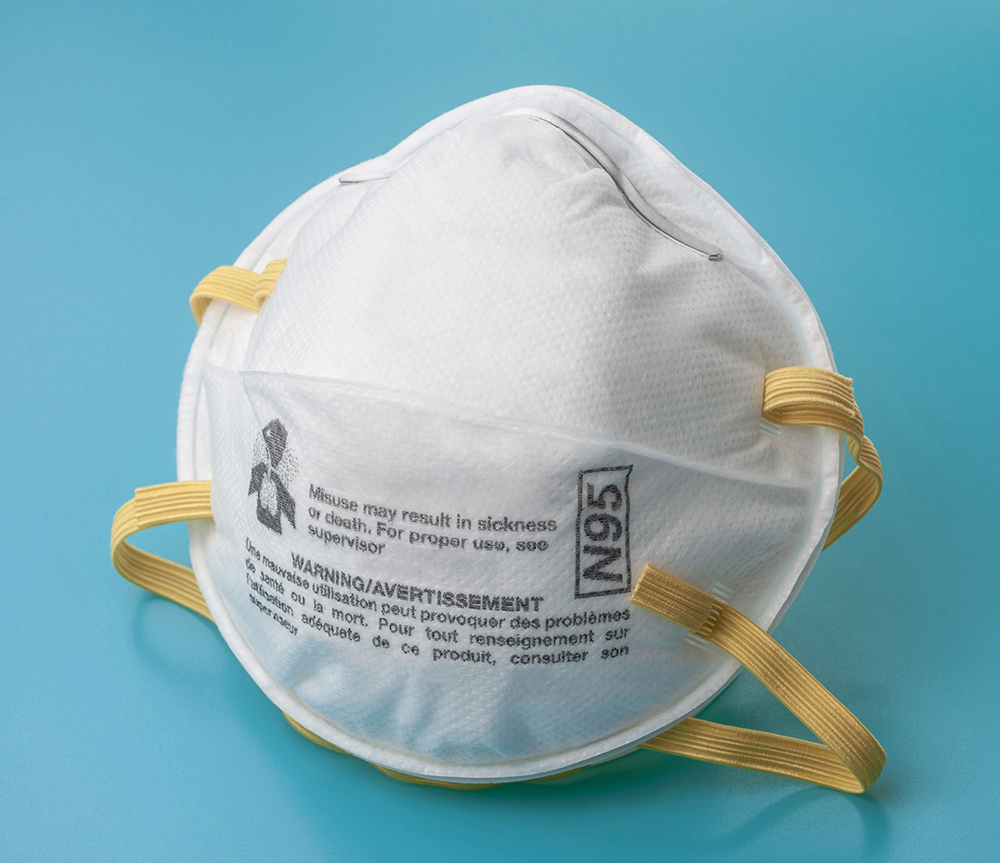 Misuse may result in sickness
or death. For proper use, see
supervisor
N95
WARNING/AVERTISSEMENT
Une mauvaise utilisation peut provoquer des problèmes
de santé ou la mort. Pour tout renseignement sur
l'utilisation adéquete de ce produit, consulter son
superviseur